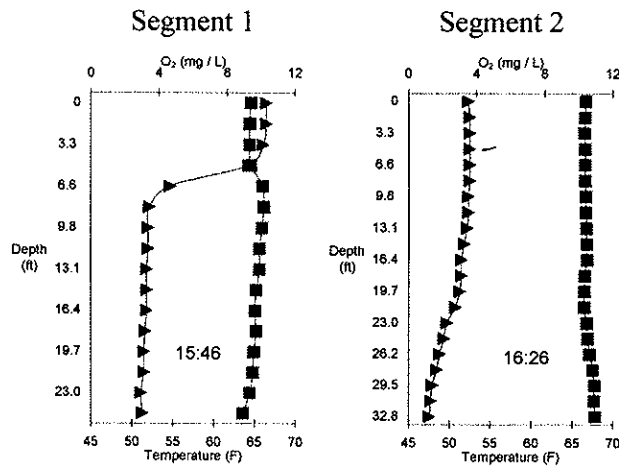 Segment 1
O₂ (mg / L)
0 4 8 12
0
3.3
6.6
9.8
Depth
(ft)
13.1
16.4
19.7
23.0
15:46
45 50 55 60 65 70
Temperature (F)
Segment 2
O₂ (mg / L)
0 4 8 12
0
3.3
6.6
9.8
13.1
Depth
(ft)
16.4
19.7
23.0
26.2
29.5
32.8
16:26
45 50 55 60 65 70
Temperature (F)